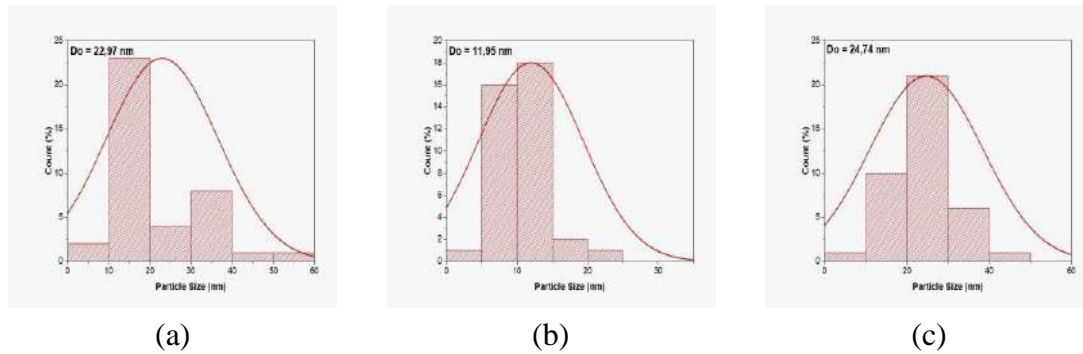 Do = 22,97 nm
25
20
15
10
5
0
Count (%)
0 10 20 30 40 50 60
Particle Size (nm)
(a)
Do = 11,95 nm
20
18
16
14
12
10
8
6
4
2
0
Count (%)
0 10 20 30
Particle Size (nm)
(b)
Do = 24,74 nm
25
20
15
10
5
0
Count (%)
0 20 40 60
Particle Size (nm)
(c)